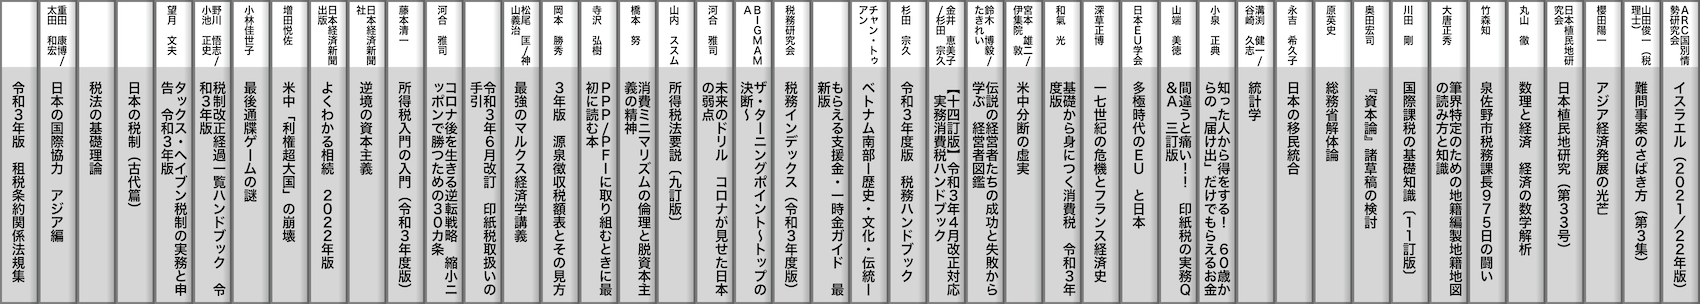 ARC国別情
勢研究会
イスラエル（2021/22年版）
山田俊一（税
理士）
難問事案のさばき方（第3集）
櫻田陽一
アジア経済発展の光芒
日本植民地研
究会
日本植民地研究（第33号）
丸山　徹
数理と経済　経済の数学解析
竹森知
泉佐野市税務課長975日の闘い
大唐正秀
筆界特定のための地籍編製地籍地図
の読み方と知識
川田　剛
国際課税の基礎知識（11訂版）
奥田宏司
『資本論』諸草稿の検討
原英史
総務省解体論
永吉　希久子
日本の移民統合
溝渕　健一/
谷﨑　久志
統計学
小泉　正典
知った人から得をする！　60歳か
らの「届け出」だけでもらえるお金
山端　美徳
間違うと痛い！！　印紙税の実務Q
＆A　三訂版
日本EU学会
多極時代のEU　と日本
深草正博
一七世紀の危機とフランス経済史
和氣　光
基礎から身につく消費税　令和3年
度版
宮本　雄二/
伊集院　敦
米中分断の虚実
鈴木　博毅/
たきれい
伝説の経営者たちの成功と失敗から
学ぶ　経営者図鑑
金井　恵美子
/杉田　宗久
【十四訂版】令和3年4月改正対応
実務消費税ハンドブック
杉田　宗久
令和3年度版　税務ハンドブック
チャン・トゥ
アン
ベトナム南部ー歴史・文化・伝統ー
もらえる支援金・一時金ガイド　最
新版
税務研究会
税務インデックス（令和3年度版）
BIGMAM
A
ザ・ターニングポイント〜トップの
決断〜
河合　雅司
未来のドリル　コロナが見せた日本
の弱点
山内　ススム
所得税法要説（九訂版）
橋本　努
消費ミニマリズムの倫理と脱資本主
義の精神
寺沢　弘樹
PPP/PFIに取り組むときに最
初に読む本
岡本　勝秀
3年版　源泉徴収税額表とその見方
松尾　匡/神
山義治
最強のマルクス経済学講義
令和3年6月改訂　印紙税取扱いの
手引
河合　雅司
コロナ後を生きる逆転戦略　縮小ニ
ッポンで勝つための30カ条
藤本清一
所得税入門の入門（令和3年度版）
日本経済新聞
社
逆境の資本主義
日本経済新聞
出版
よくわかる相続　2022年版
増田悦佐
米中「利権超大国」の崩壊
小林佳世子
最後通牒ゲームの謎
野川　悟志/
小池　正史
税制改正経過一覧ハンドブック　令
和3年版
望月　文夫
タックス・ヘイブン税制の実務と申
告　令和3年版
日本の税制（古代篇）
税法の基礎理論
重田　康博/
太田　和宏
日本の国際協力　アジア編
令和3年版　租税条約関係法規集